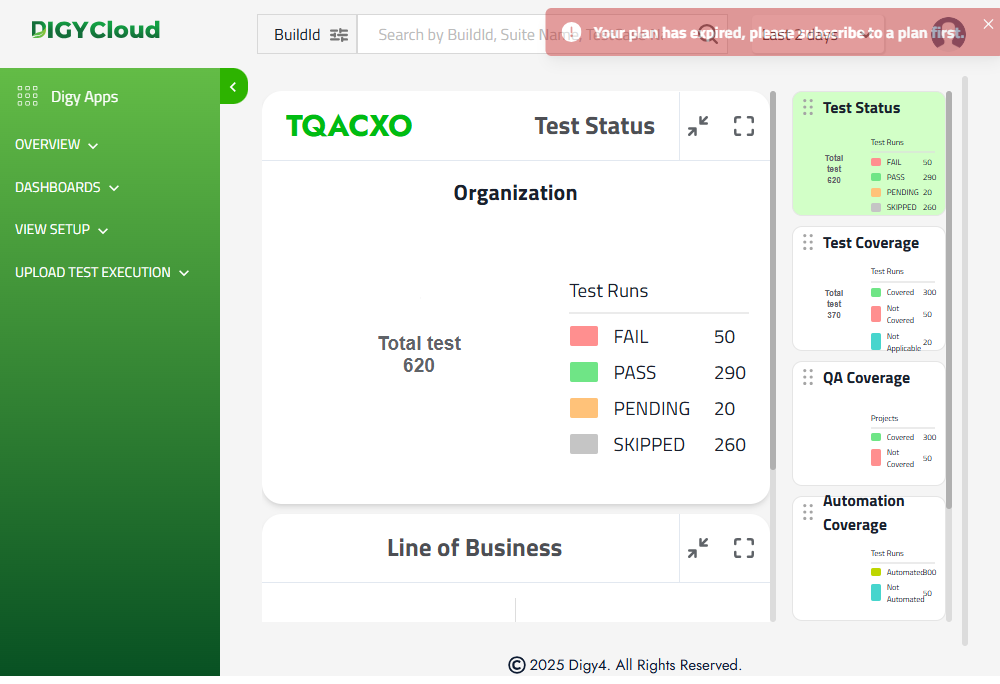 DIGYCloud
BuildId
Search by BuildId, Suite Name, T
Your plan has expired, please subscribe to a plan first.
Last 2 days
Digy Apps
OVERVIEW
DASHBOARDS
VIEW SETUP
UPLOAD TEST EXECUTION
TQACXO
Test Status
Organization
Total test
620
Test Runs
FAIL 50
PASS 290
PENDING 20
SKIPPED 260
Line of Business
Test Status
Total
test
620
Test Runs
FAIL 50
PASS 290
PENDING 20
SKIPPED 260
Test Coverage
Total
test
370
Test Runs
Covered 300
Not
Covered 50
Not
Applicable 20
QA Coverage
Projects
Covered 300
Not
Covered 50
Automation
Coverage
Test Runs
Automated 300
Not
Automated 50
© 2025 Digy4. All Rights Reserved.